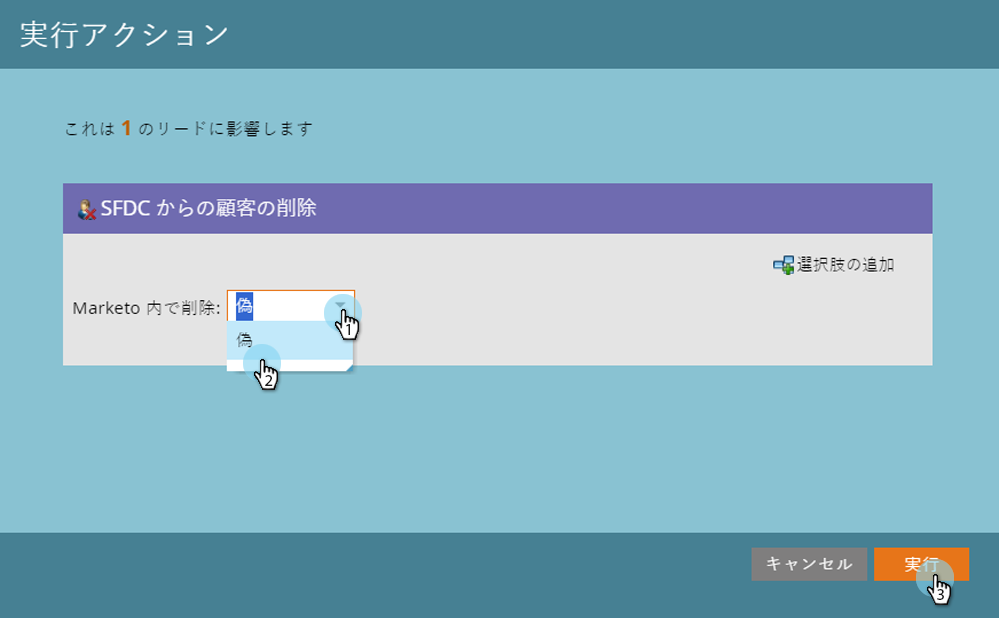 実行アクション
これは 1 のリードに影響します
SFDC からの顧客の削除
選択肢の追加
Marketo 内で削除: 偽
1
偽
2
キャンセル 実行
3